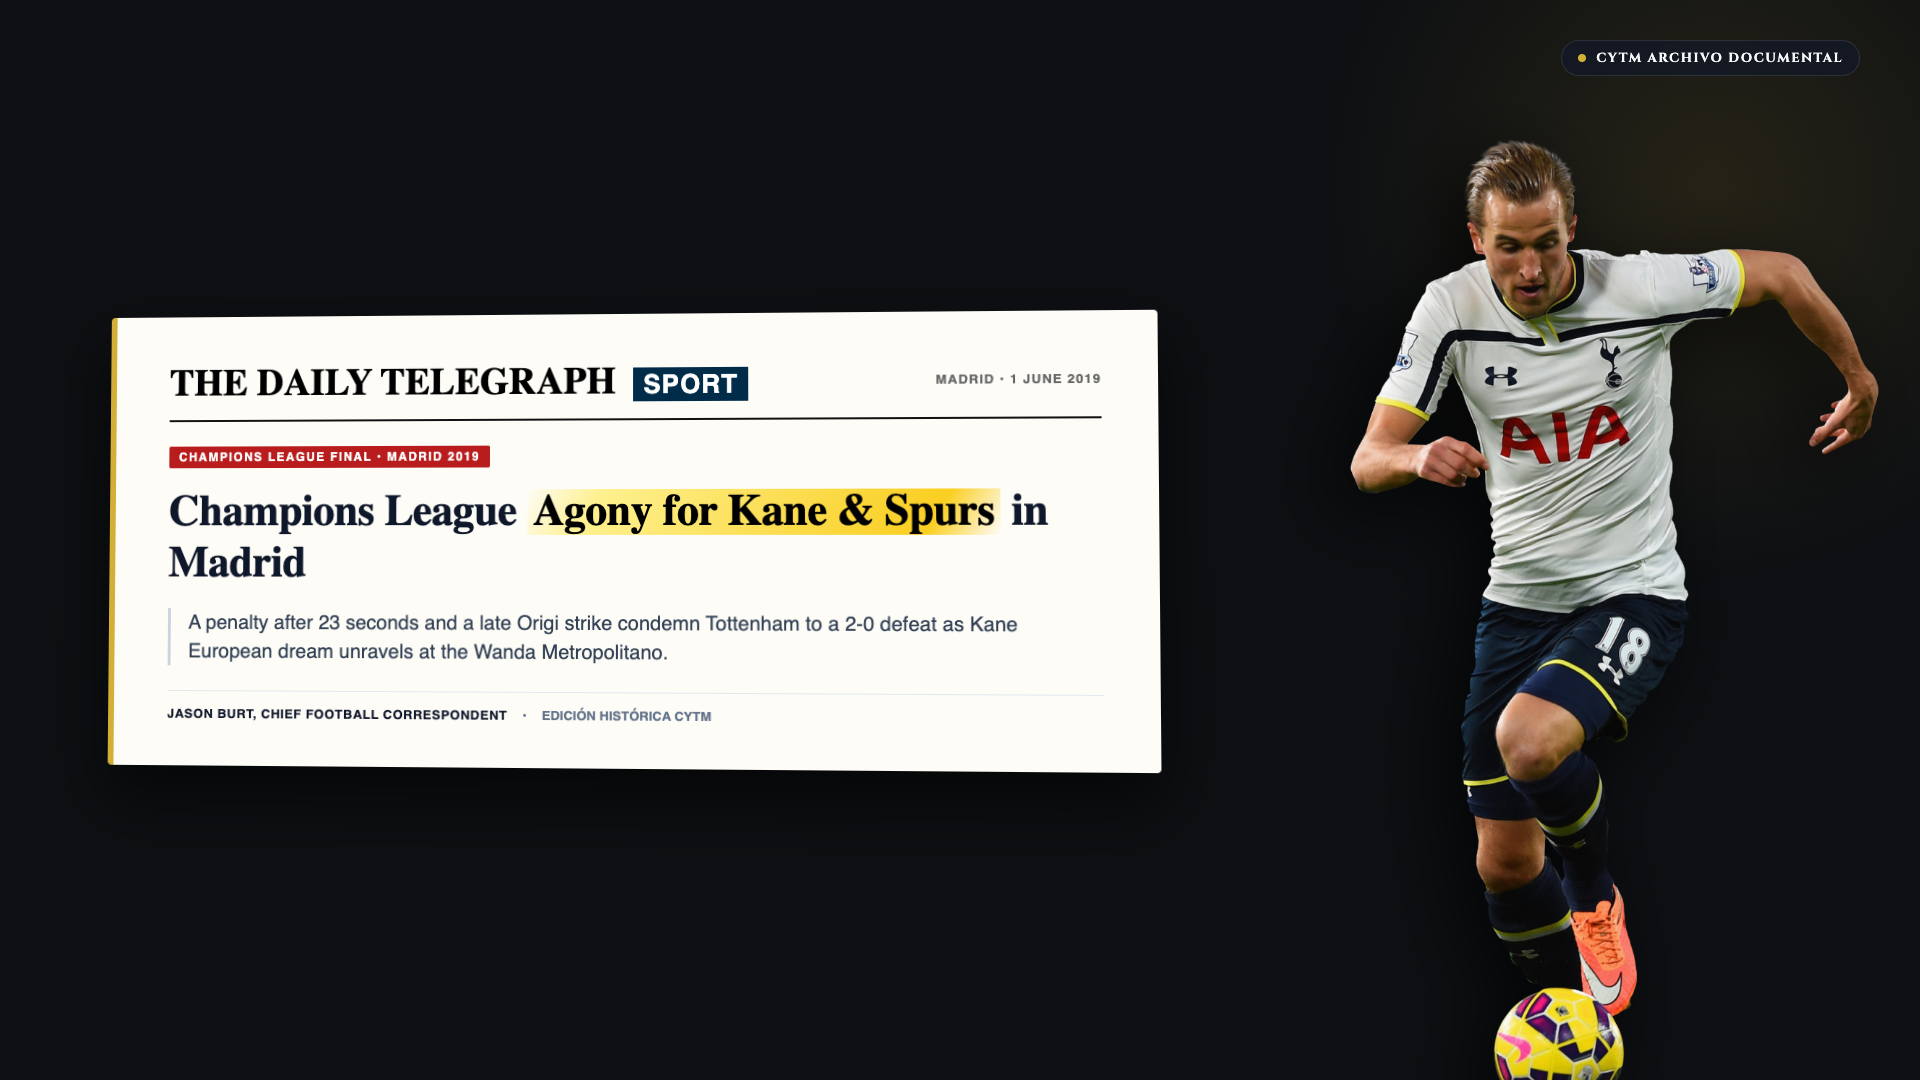 CYTM ARCHIVO DOCUMENTAL
THE DAILY TELEGRAPH SPORT
MADRID · 1 JUNE 2019
CHAMPIONS LEAGUE FINAL · MADRID 2019
Champions League Agony for Kane & Spurs in
Madrid
A penalty after 23 seconds and a late Origi strike condemn Tottenham to a 2-0 defeat as Kane
European dream unravels at the Wanda Metropolitano.
JASON BURT, CHIEF FOOTBALL CORRESPONDENT · EDICIÓN HISTÓRICA CYTM
AIA
18